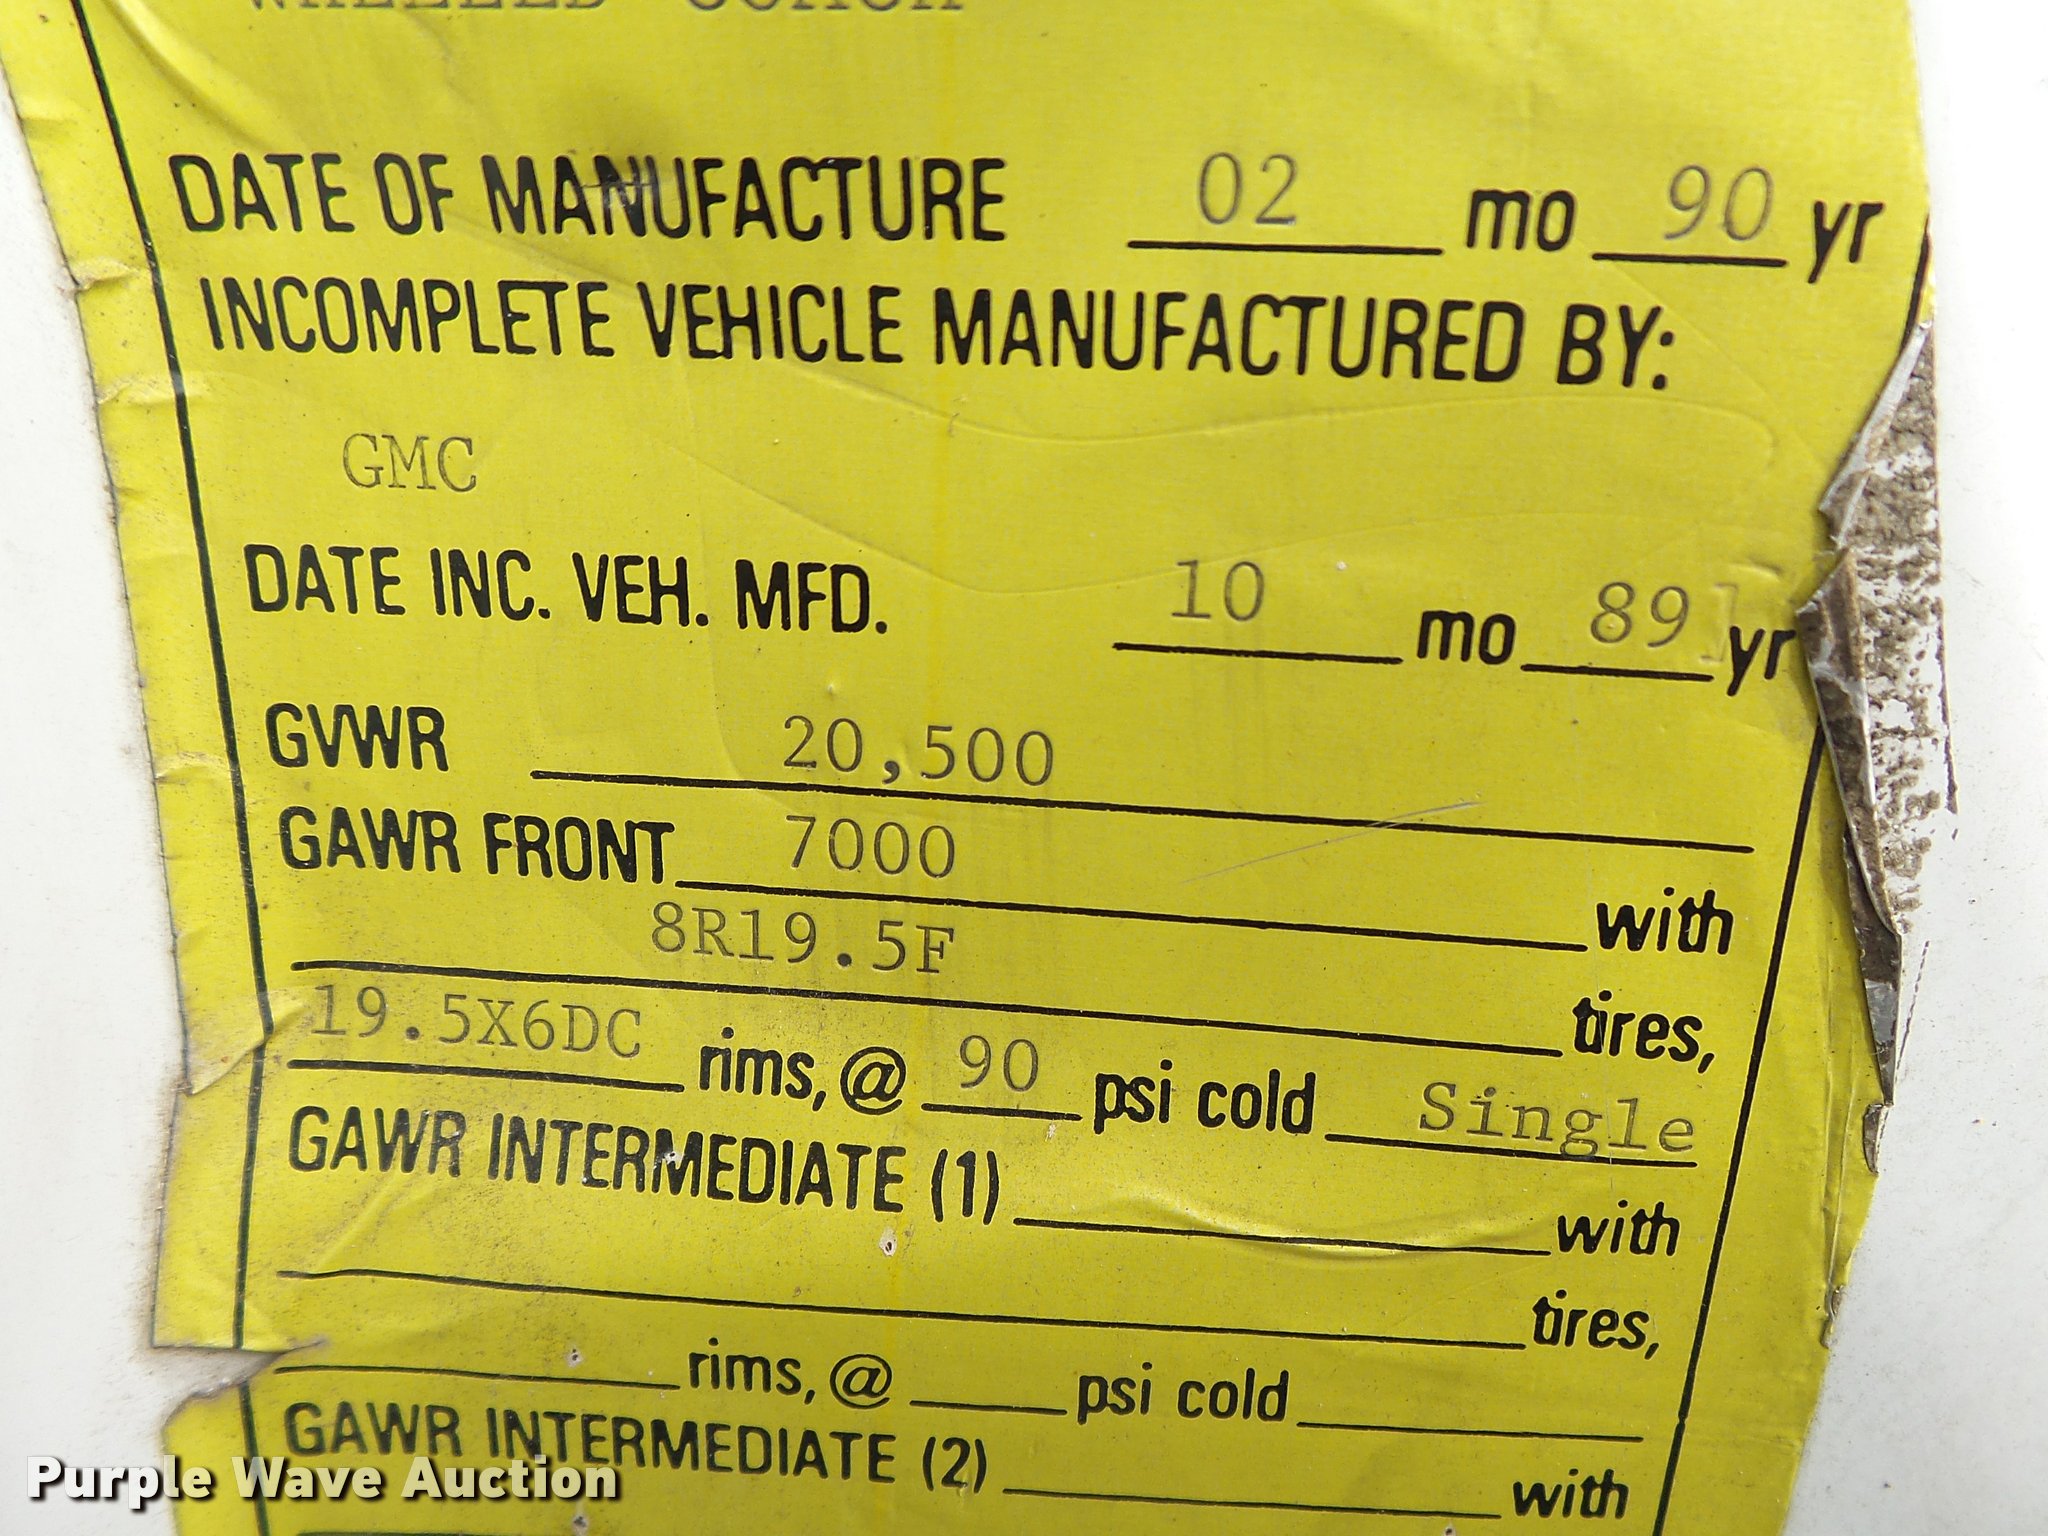 WHEELED COACH
DATE OF MANUFACTURE 02 mo 90 yr
INCOMPLETE VEHICLE MANUFACTURED BY:
GMC
DATE INC. VEH. MFD. 10 mo 89 yr
GVWR 20,500
GAWR FRONT 7000 with
8R19.5F tires,
19.5X6DC rims, @ 90 psi cold Single
GAWR INTERMEDIATE (1) with
tires,
rims, @ psi cold
GAWR INTERMEDIATE (2) with
Purple Wave Auction